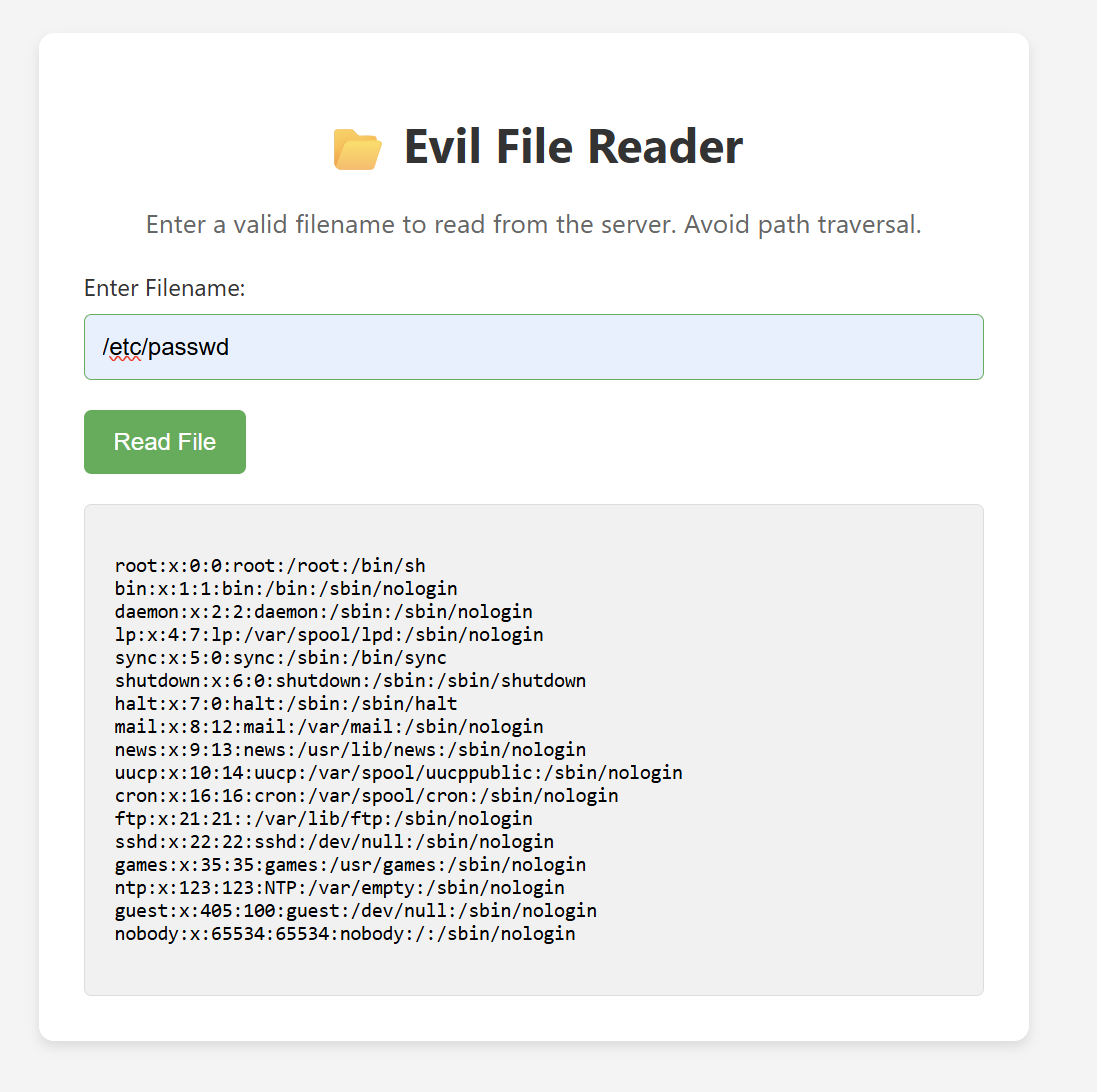 Evil File Reader
Enter a valid filename to read from the server. Avoid path traversal.
Enter Filename:
/etc/passwd
Read File
root:x:0:0:root:/root:/bin/sh
bin:x:1:1:bin:/bin:/sbin/nologin
daemon:x:2:2:daemon:/sbin:/sbin/nologin
lp:x:4:7:lp:/var/spool/lpd:/sbin/nologin
sync:x:5:0:sync:/sbin:/bin/sync
shutdown:x:6:0:shutdown:/sbin:/sbin/shutdown
halt:x:7:0:halt:/sbin:/sbin/halt
mail:x:8:12:mail:/var/mail:/sbin/nologin
news:x:9:13:news:/usr/lib/news:/sbin/nologin
uucp:x:10:14:uucp:/var/spool/uucppublic:/sbin/nologin
cron:x:16:16:cron:/var/spool/cron:/sbin/nologin
ftp:x:21:21::/var/lib/ftp:/sbin/nologin
sshd:x:22:22:sshd:/dev/null:/sbin/nologin
games:x:35:35:games:/usr/games:/sbin/nologin
ntp:x:123:123:NTP:/var/empty:/sbin/nologin
guest:x:405:100:guest:/dev/null:/sbin/nologin
nobody:x:65534:65534:nobody:/:/sbin/nologin